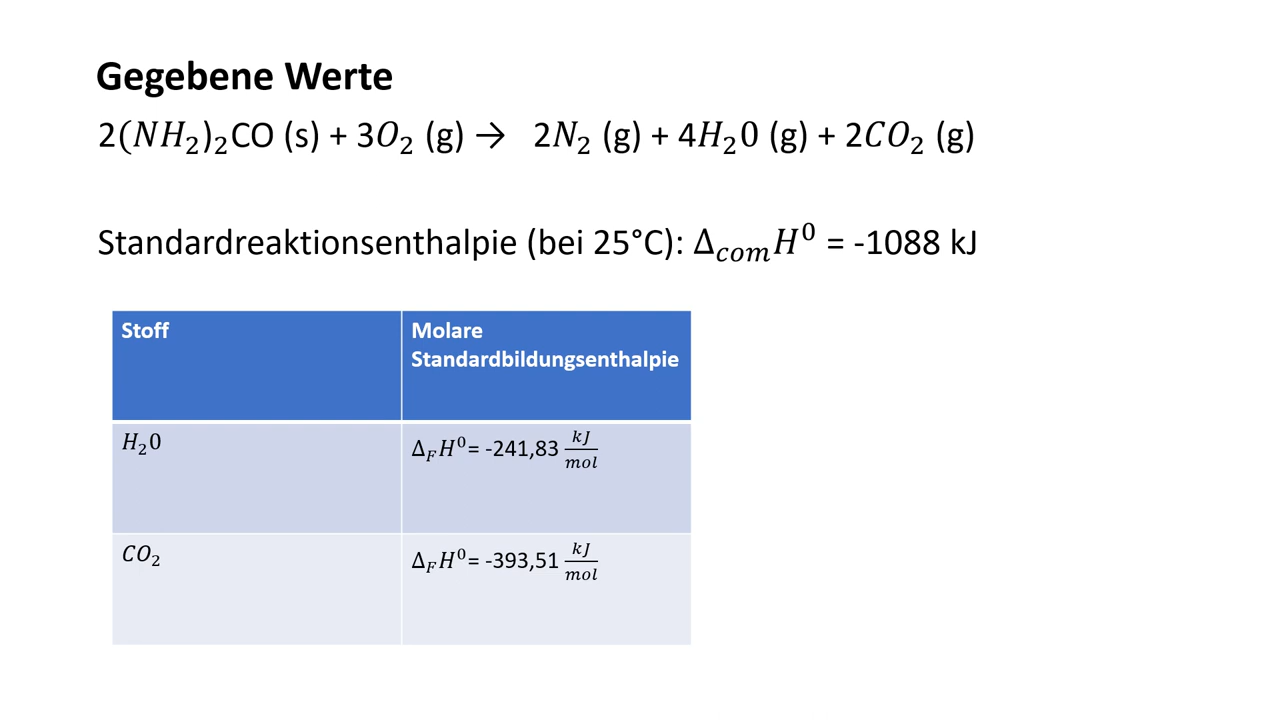 Gegebene Werte
2(NH₂)₂CO (s) + 3O₂ (g) → 2N₂ (g) + 4H₂0 (g) + 2CO₂ (g)
Standardreaktionsenthalpie (bei 25°C): Δ_com H⁰ = -1088 kJ
Stoff
Molare
Standardbildungsenthalpie
H₂0
Δ_F H⁰= -241,83 kJ/mol
CO₂
Δ_F H⁰= -393,51 kJ/mol